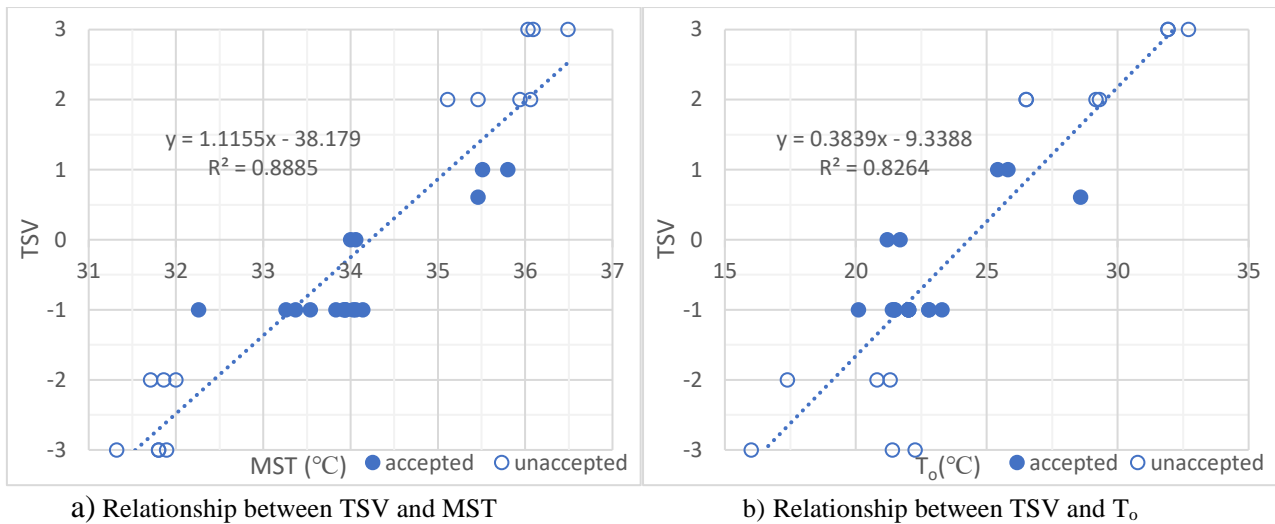 3
2
1
0
-1
-2
-3
TSV
31 32 33 34 35 36 37
y = 1.1155x - 38.179
R² = 0.8885
MST (℃) accepted unaccepted
3
2
1
0
-1
-2
-3
TSV
15 20 25 30 35
y = 0.3839x - 9.3388
R² = 0.8264
To(℃) accepted unaccepted
a) Relationship between TSV and MST
b) Relationship between TSV and To